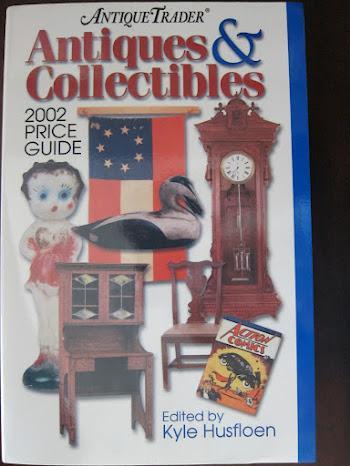 ANTIQUE TRADER®
Antiques &
Collectibles
2002
PRICE
GUIDE
ACTION
COMICS
Edited by
Kyle Husfloen